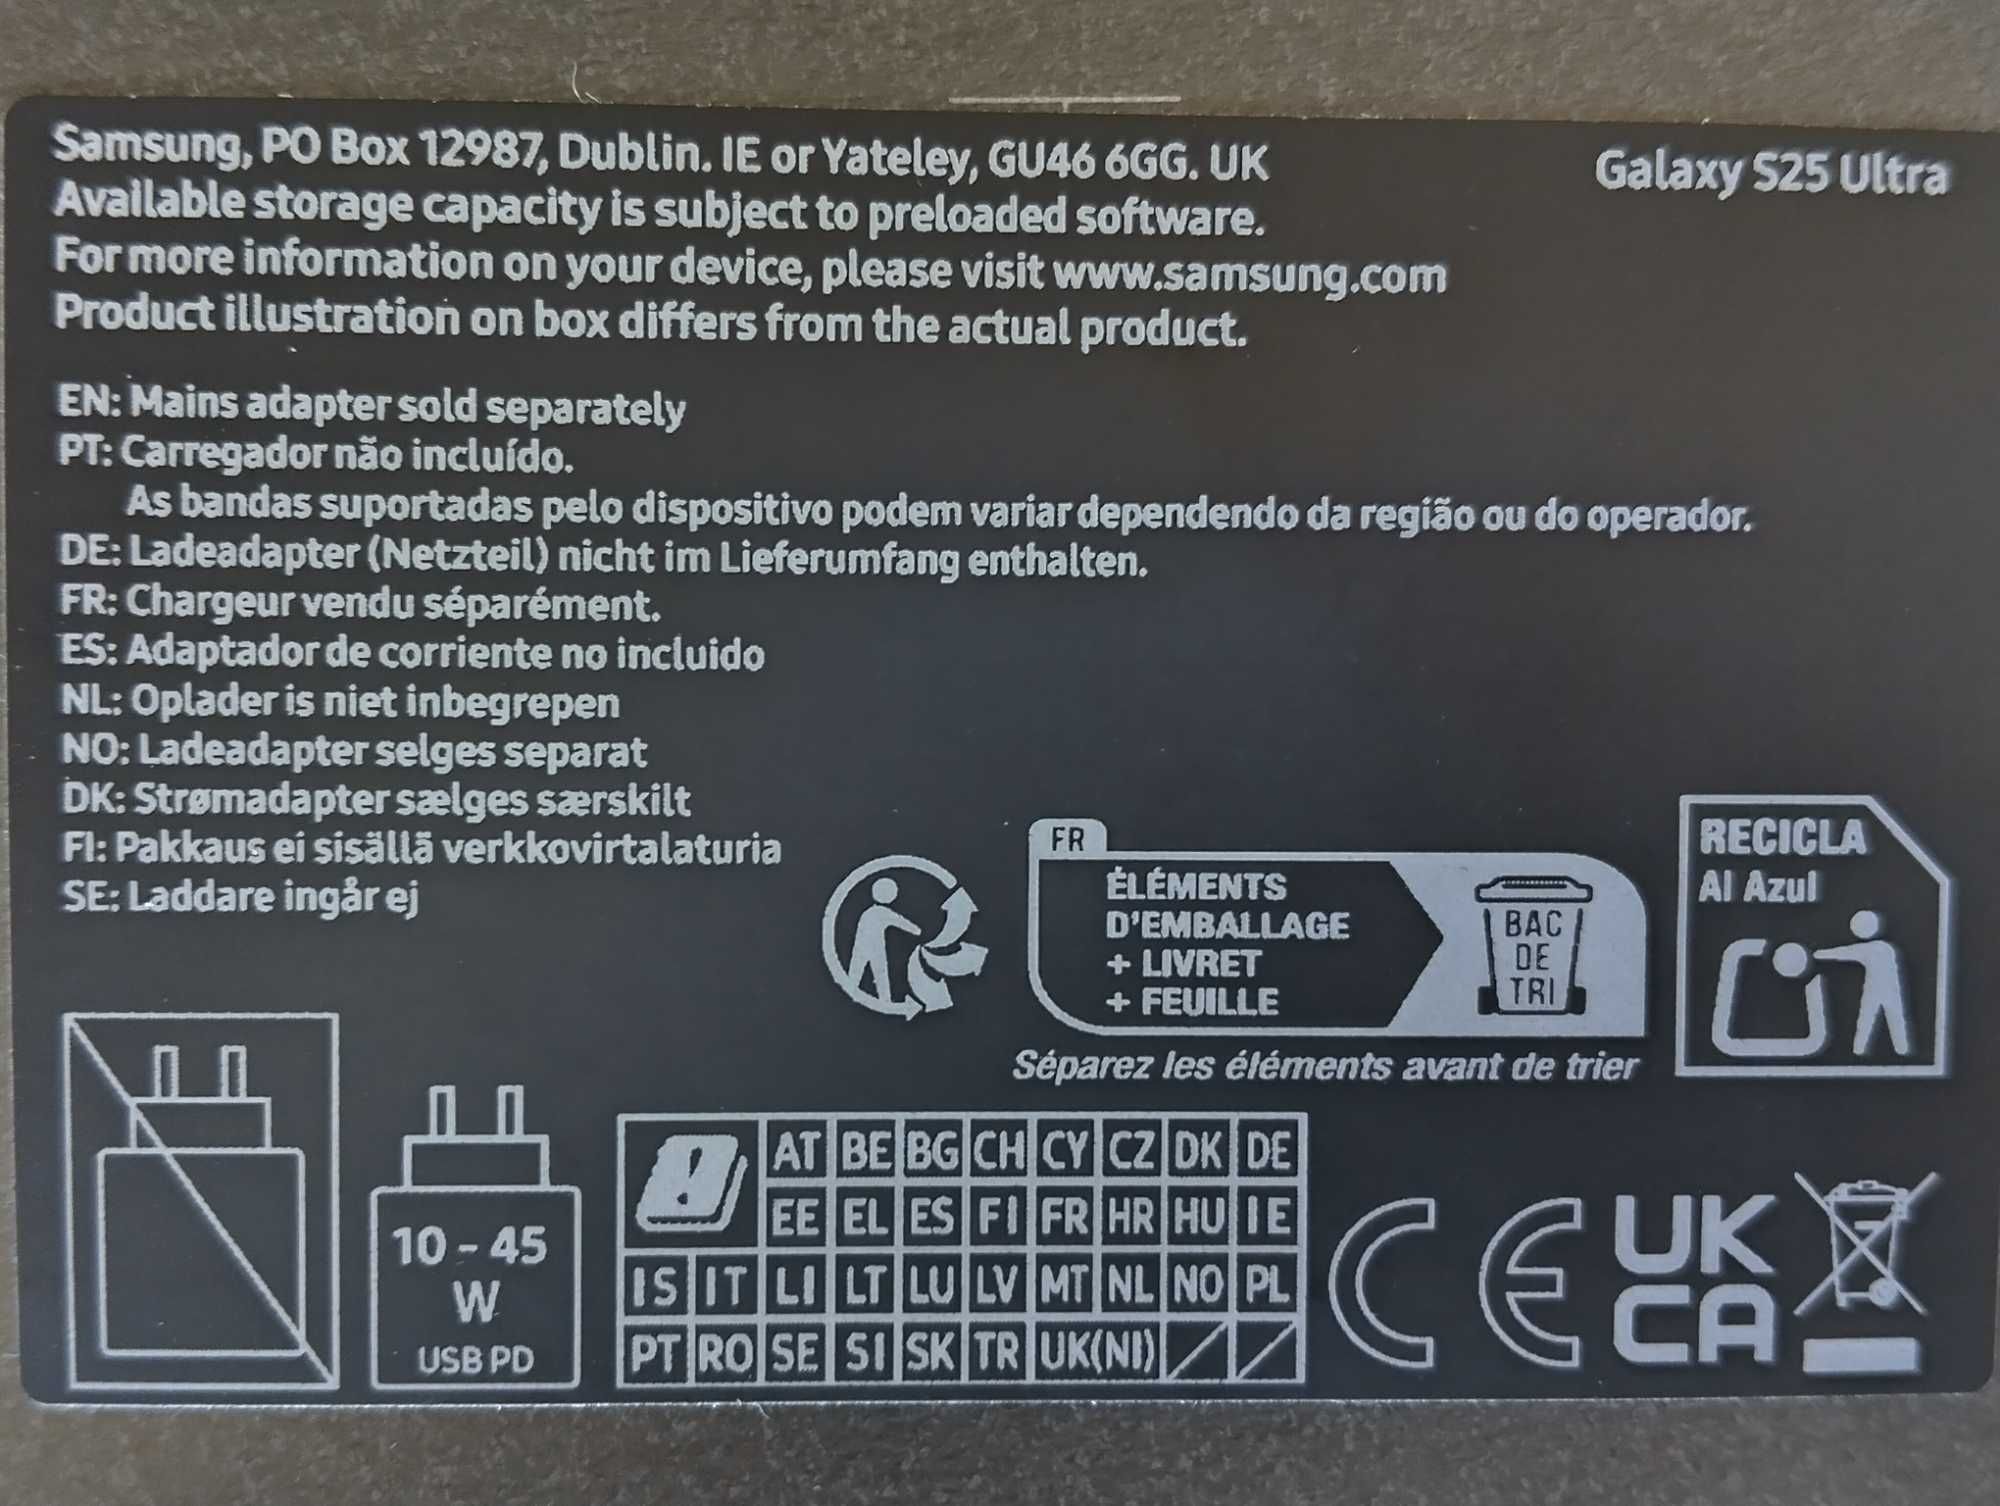 Samsung, PO Box 12987, Dublin. IE or Yateley, GU46 6GG. UK
Galaxy S25 Ultra
Available storage capacity is subject to preloaded software.
For more information on your device, please visit www.samsung.com
Product illustration on box differs from the actual product.
EN: Mains adapter sold separately
PT: Carregador não incluído.
As bandas suportadas pelo dispositivo podem variar dependendo da região ou do operador.
DE: Ladeadapter (Netzteil) nicht im Lieferumfang enthalten.
FR: Chargeur vendu séparément.
ES: Adaptador de corriente no incluido
NL: Oplader is niet inbegrepen
NO: Ladeadapter selges separat
DK: Strømadapter sælges særskilt
FI: Pakkaus ei sisällä verkkovirtalaturia
SE: Laddare ingår ej
FR
ÉLÉMENTS
D'EMBALLAGE
+ LIVRET
+ FEUILLE
BAC
DE
TRI
Séparez les éléments avant de trier
RECICLA
Al Azul
10 - 45
W
USB PD
AT BE BG CH CY CZ DK DE
EE EL ES FI FR HR HU IE
IS IT LI LT LU LV MT NL NO PL
PT RO SE SI SK TR UK(NI)
CE
UK
CA